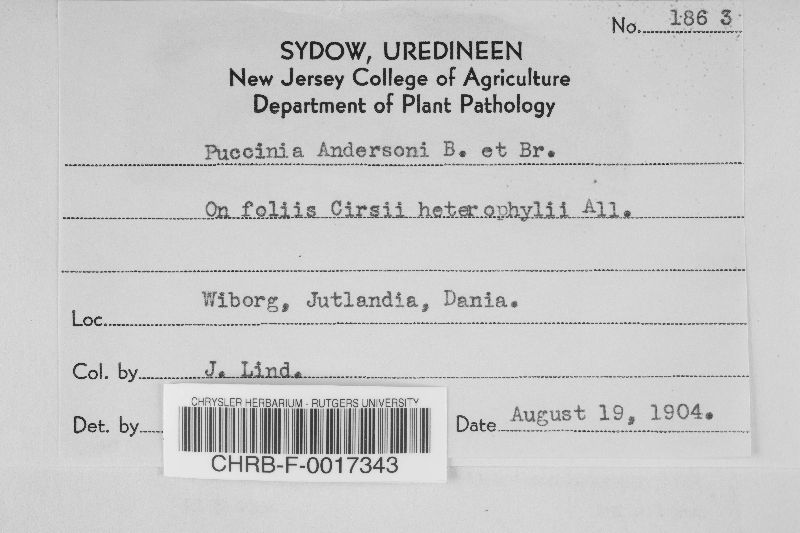 No. 186 3
SYDOW, UREDINEEN
New Jersey College of Agriculture
Department of Plant Pathology
Puccinia Andersoni B. et Br.
On foliis Cirsii heterophylii All.
Loc. Wiborg, Jutlandia, Dania.
Col. by J. Lind.
Det. by
Date August 19, 1904.
CHRYSLER HERBARIUM - RUTGERS UNIVERSITY
CHRB-F-0017343